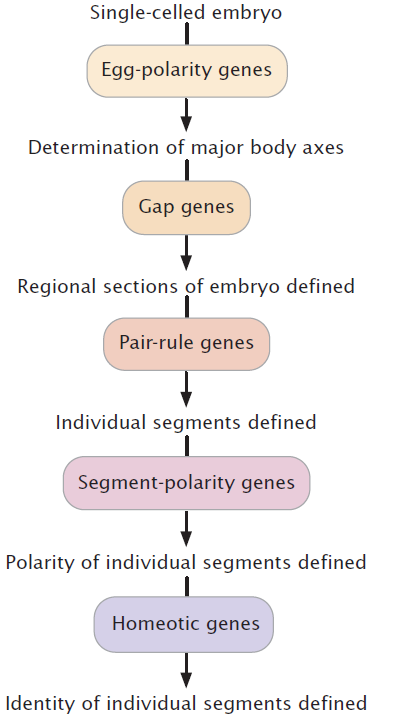 Single-celled embryo
Egg-polarity genes
Determination of major body axes
Gap genes
Regional sections of embryo defined
Pair-rule genes
Individual segments defined
Segment-polarity genes
Polarity of individual segments defined
Homeotic genes
Identity of individual segments defined